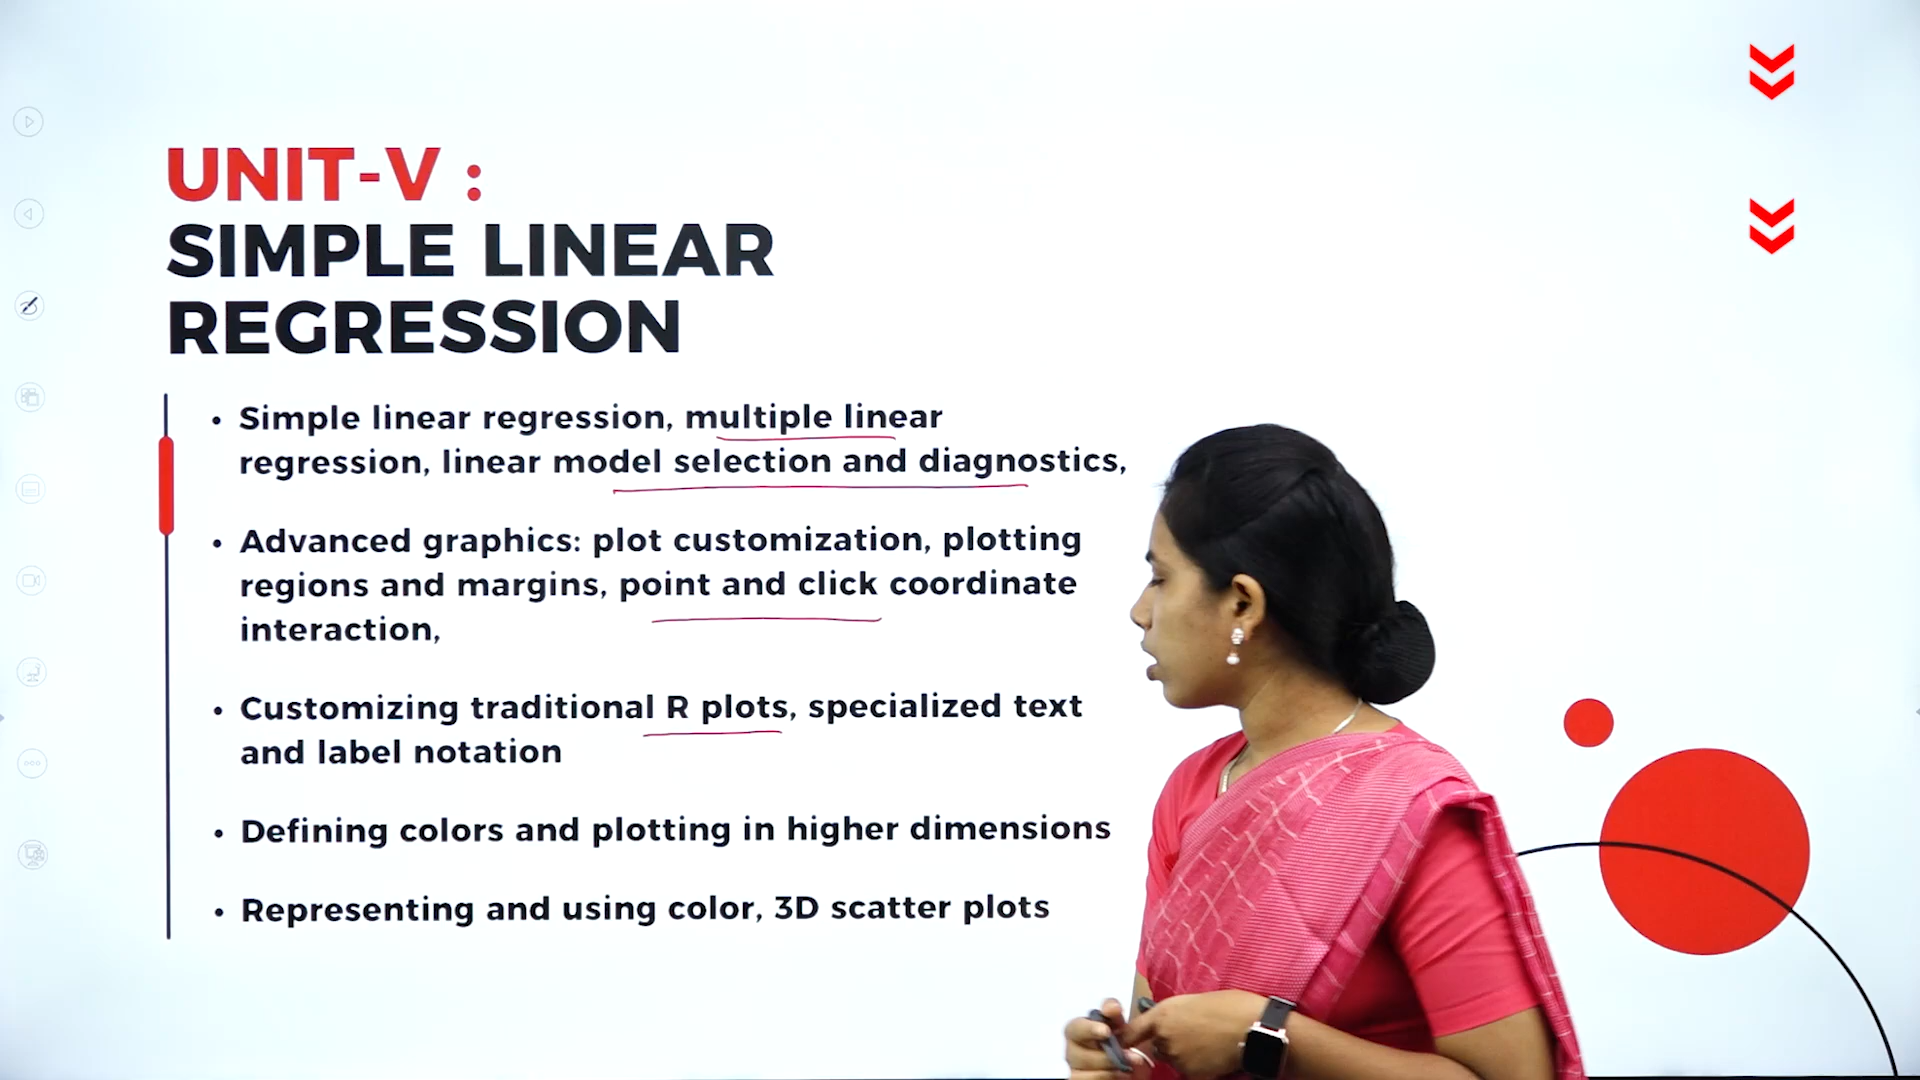 UNIT-V :
SIMPLE LINEAR
REGRESSION
• Simple linear regression, multiple linear
regression, linear model selection and diagnostics,
• Advanced graphics: plot customization, plotting
regions and margins, point and click coordinate
interaction,
• Customizing traditional R plots, specialized text
and label notation
• Defining colors and plotting in higher dimensions
• Representing and using color, 3D scatter plots